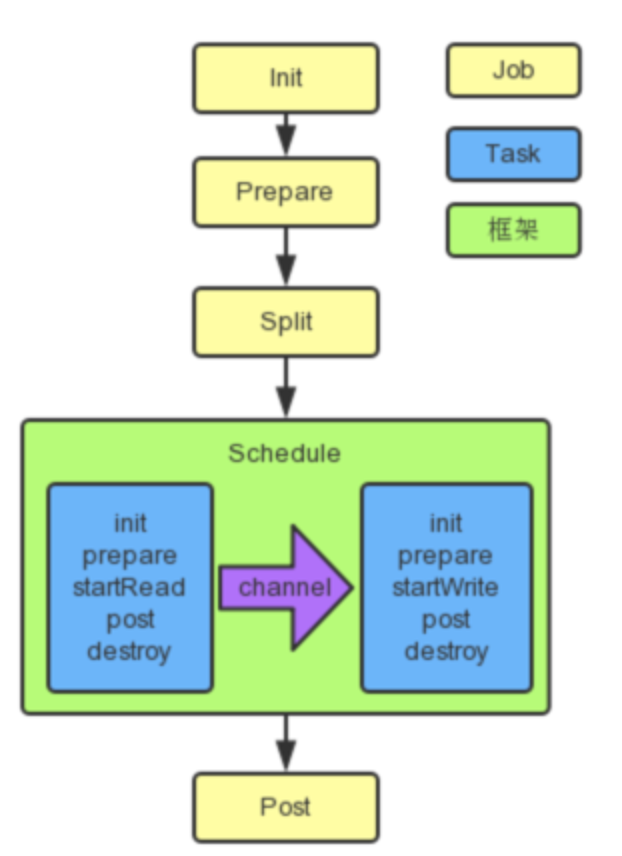 Init
Job
Task
Prepare
框架
Split
Schedule
init
prepare
startRead
post
destroy
channel
init
prepare
startWrite
post
destroy
Post